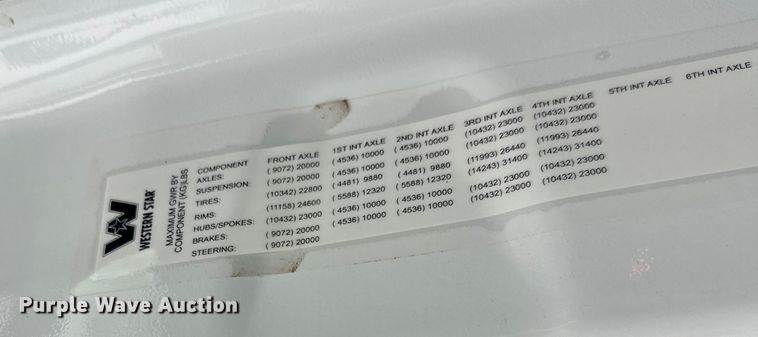 WESTERN STAR
MAXIMUM GWR BY
COMPONENT (KG)LBS
COMPONENT FRONT AXLE 1ST INT AXLE 2ND INT AXLE 3RD INT AXLE 4TH INT AXLE 5TH INT AXLE 6TH INT AXLE
AXLES: ( 9072) 20000 ( 4536) 10000 ( 4536) 10000 (10432) 23000 (10432) 23000
SUSPENSION: ( 9072) 20000 ( 4536) 10000 ( 4536) 10000 (10432) 23000 (10432) 23000
TIRES: (10342) 22800 ( 4481) 9880 ( 4481) 9880 (11993) 26440 (11993) 26440
RIMS: (11158) 24600 ( 5588) 12320 ( 5588) 12320 (14243) 31400 (14243) 31400
HUBS/SPOKES: (10432) 23000 ( 4536) 10000 ( 4536) 10000 (10432) 23000 (10432) 23000
BRAKES: ( 9072) 20000 ( 4536) 10000 ( 4536) 10000 (10432) 23000 (10432) 23000
STEERING: ( 9072) 20000
Purple Wave Auction